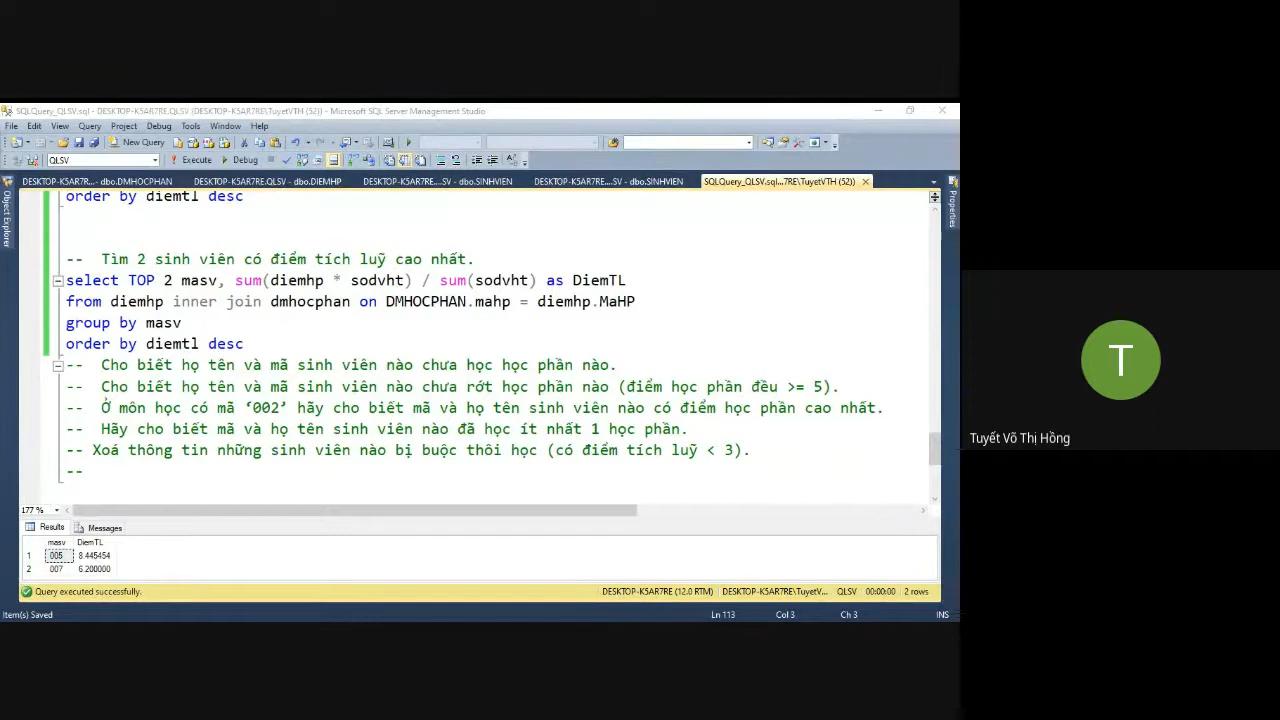 SQLQuery_QLSV.sql - DESKTOP-K5AR7RE.QLSV (DESKTOP-K5AR7RE\TuyetVTH (52)) - Microsoft SQL Server Management Studio
File Edit View Query Project Debug Tools Window Help
New Query
QLSV Execute Debug
DESKTOP-K5AR7R... - dbo.DMHOCPHAN DESKTOP-K5AR7RE.QLSV - dbo.DIEMHP DESKTOP-K5AR7RE....SV - dbo.SINHVIEN DESKTOP-K5AR7RE....SV - dbo.SINHVIEN SQLQuery_QLSV.sql...7RE\TuyetVTH (52))
Object Explorer
Properties
order by diemtl desc
-- Tìm 2 sinh viên có điểm tích luỹ cao nhất.
select TOP 2 masv, sum(diemhp * sodvht) / sum(sodvht) as DiemTL
from diemhp inner join dmhocphan on DMHOCPHAN.mahp = diemhp.MaHP
group by masv
order by diemtl desc
-- Cho biết họ tên và mã sinh viên nào chưa học học phần nào.
-- Cho biết họ tên và mã sinh viên nào chưa rớt học phần nào (điểm học phần đều >= 5).
-- Ở môn học có mã ‘002’ hãy cho biết mã và họ tên sinh viên nào có điểm học phần cao nhất.
-- Hãy cho biết mã và họ tên sinh viên nào đã học ít nhất 1 học phần.
-- Xoá thông tin những sinh viên nào bị buộc thôi học (có điểm tích luỹ < 3).
--
177 %
Results Messages
masv DiemTL
1 005 8.445454
2 007 6.200000
Query executed successfully. DESKTOP-K5AR7RE (12.0 RTM) DESKTOP-K5AR7RE\TuyetV... QLSV 00:00:00 2 rows
Item(s) Saved Ln 113 Col 3 Ch 3 INS
T
Tuyết Võ Thị Hồng